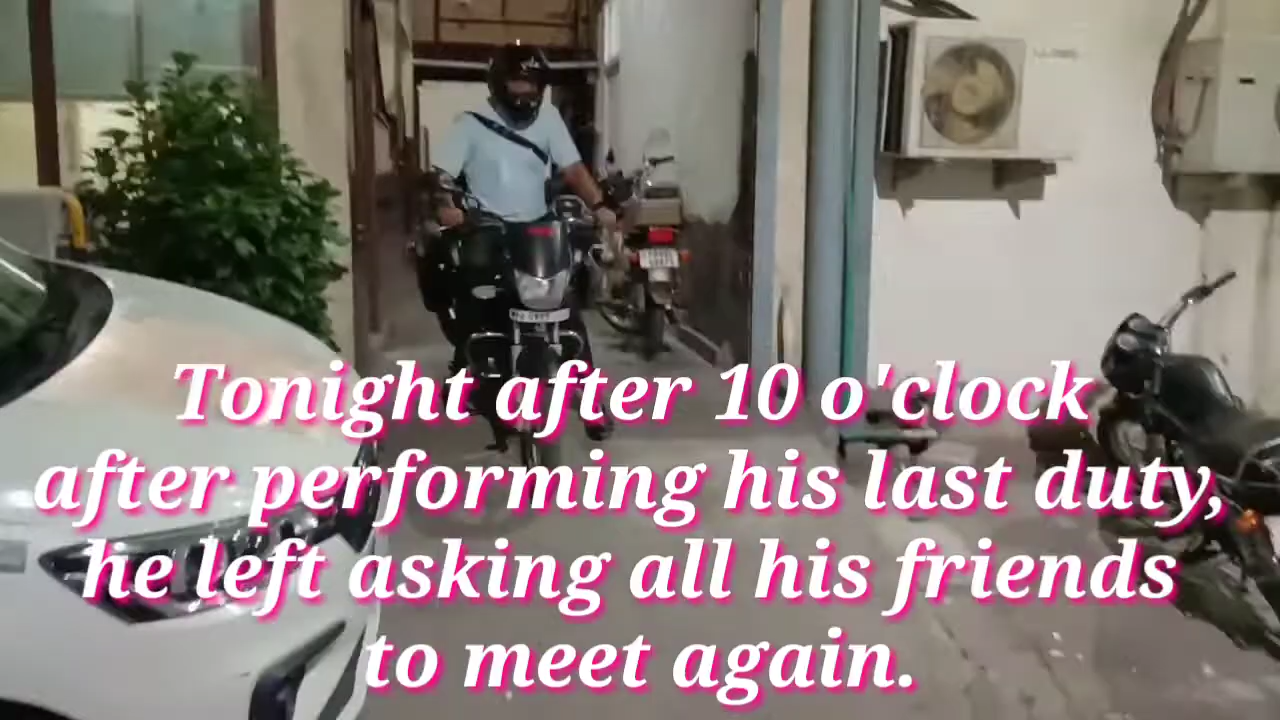 Tonight after 10 o'clock
after performing his last duty,
he left asking all his friends
to meet again.